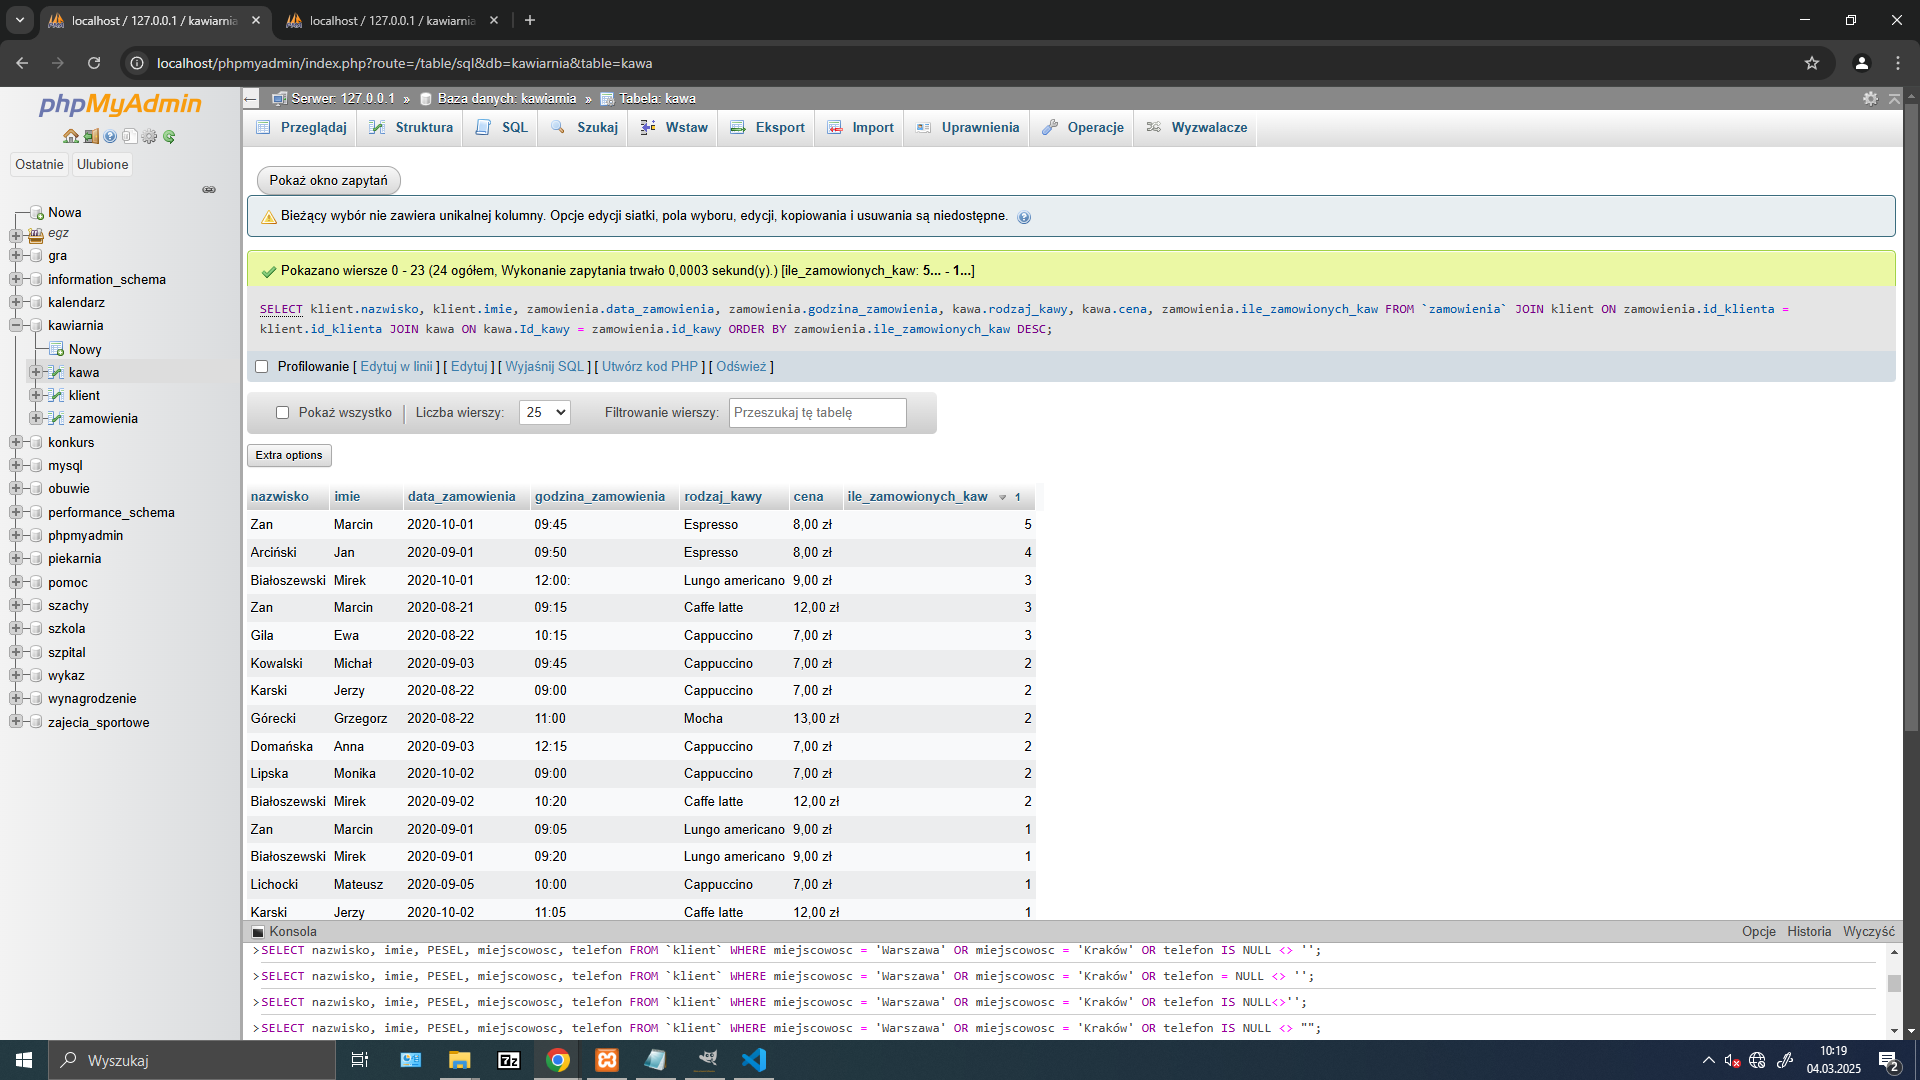 localhost / 127.0.0.1 / kawiarnia
localhost / 127.0.0.1 / kawiarnia
localhost/phpmyadmin/index.php?route=/table/sql&db=kawiarnia&table=kawa
phpMyAdmin
Ostatnie Ulubione
Nowa
egz
gra
information_schema
kalendarz
kawiarnia
Nowy
kawa
klient
zamowienia
konkurs
mysql
obuwie
performance_schema
phpmyadmin
piekarnia
pomoc
szachy
szkola
szpital
wykaz
wynagrodzenie
zajecia_sportowe
Serwer: 127.0.0.1 » Baza danych: kawiarnia » Tabela: kawa
Przeglądaj Struktura SQL Szukaj Wstaw Eksport Import Uprawnienia Operacje Wyzwalacze
Pokaż okno zapytań
Bieżący wybór nie zawiera unikalnej kolumny. Opcje edycji siatki, pola wyboru, edycji, kopiowania i usuwania są niedostępne.
Pokazano wiersze 0 - 23 (24 ogółem, Wykonanie zapytania trwało 0,0003 sekund(y).) [ile_zamowionych_kaw: 5... - 1...]
SELECT klient.nazwisko, klient.imie, zamowienia.data_zamowienia, zamowienia.godzina_zamowienia, kawa.rodzaj_kawy, kawa.cena, zamowienia.ile_zamowionych_kaw FROM `zamowienia` JOIN klient ON zamowienia.id_klienta =
klient.id_klienta JOIN kawa ON kawa.Id_kawy = zamowienia.id_kawy ORDER BY zamowienia.ile_zamowionych_kaw DESC;
Profilowanie [ Edytuj w linii ] [ Edytuj ] [ Wyjaśnij SQL ] [ Utwórz kod PHP ] [ Odśwież ]
Pokaż wszystko Liczba wierszy: 25 Filtrowanie wierszy: Przeszukaj tę tabelę
Extra options
nazwisko imie data_zamowienia godzina_zamowienia rodzaj_kawy cena ile_zamowionych_kaw 1
Zan Marcin 2020-10-01 09:45 Espresso 8,00 zł 5
Arciński Jan 2020-09-01 09:50 Espresso 8,00 zł 4
Białoszewski Mirek 2020-10-01 12:00: Lungo americano 9,00 zł 3
Zan Marcin 2020-08-21 09:15 Caffe latte 12,00 zł 3
Gila Ewa 2020-08-22 10:15 Cappuccino 7,00 zł 3
Kowalski Michał 2020-09-03 09:45 Cappuccino 7,00 zł 2
Karski Jerzy 2020-08-22 09:00 Cappuccino 7,00 zł 2
Górecki Grzegorz 2020-08-22 11:00 Mocha 13,00 zł 2
Domańska Anna 2020-09-03 12:15 Cappuccino 7,00 zł 2
Lipska Monika 2020-10-02 09:00 Cappuccino 7,00 zł 2
Białoszewski Mirek 2020-09-02 10:20 Caffe latte 12,00 zł 2
Zan Marcin 2020-09-01 09:05 Lungo americano 9,00 zł 1
Białoszewski Mirek 2020-09-01 09:20 Lungo americano 9,00 zł 1
Lichocki Mateusz 2020-09-05 10:00 Cappuccino 7,00 zł 1
Karski Jerzy 2020-10-02 11:05 Caffe latte 12,00 zł 1
Konsola Opcje Historia Wyczyść
>SELECT nazwisko, imie, PESEL, miejscowosc, telefon FROM `klient` WHERE miejscowosc = 'Warszawa' OR miejscowosc = 'Kraków' OR telefon IS NULL <> '';
>SELECT nazwisko, imie, PESEL, miejscowosc, telefon FROM `klient` WHERE miejscowosc = 'Warszawa' OR miejscowosc = 'Kraków' OR telefon = NULL <> '';
>SELECT nazwisko, imie, PESEL, miejscowosc, telefon FROM `klient` WHERE miejscowosc = 'Warszawa' OR miejscowosc = 'Kraków' OR telefon IS NULL<>'';
>SELECT nazwisko, imie, PESEL, miejscowosc, telefon FROM `klient` WHERE miejscowosc = 'Warszawa' OR miejscowosc = 'Kraków' OR telefon IS NULL <> "";
Wyszukaj
7z
10:19
04.03.2025
2